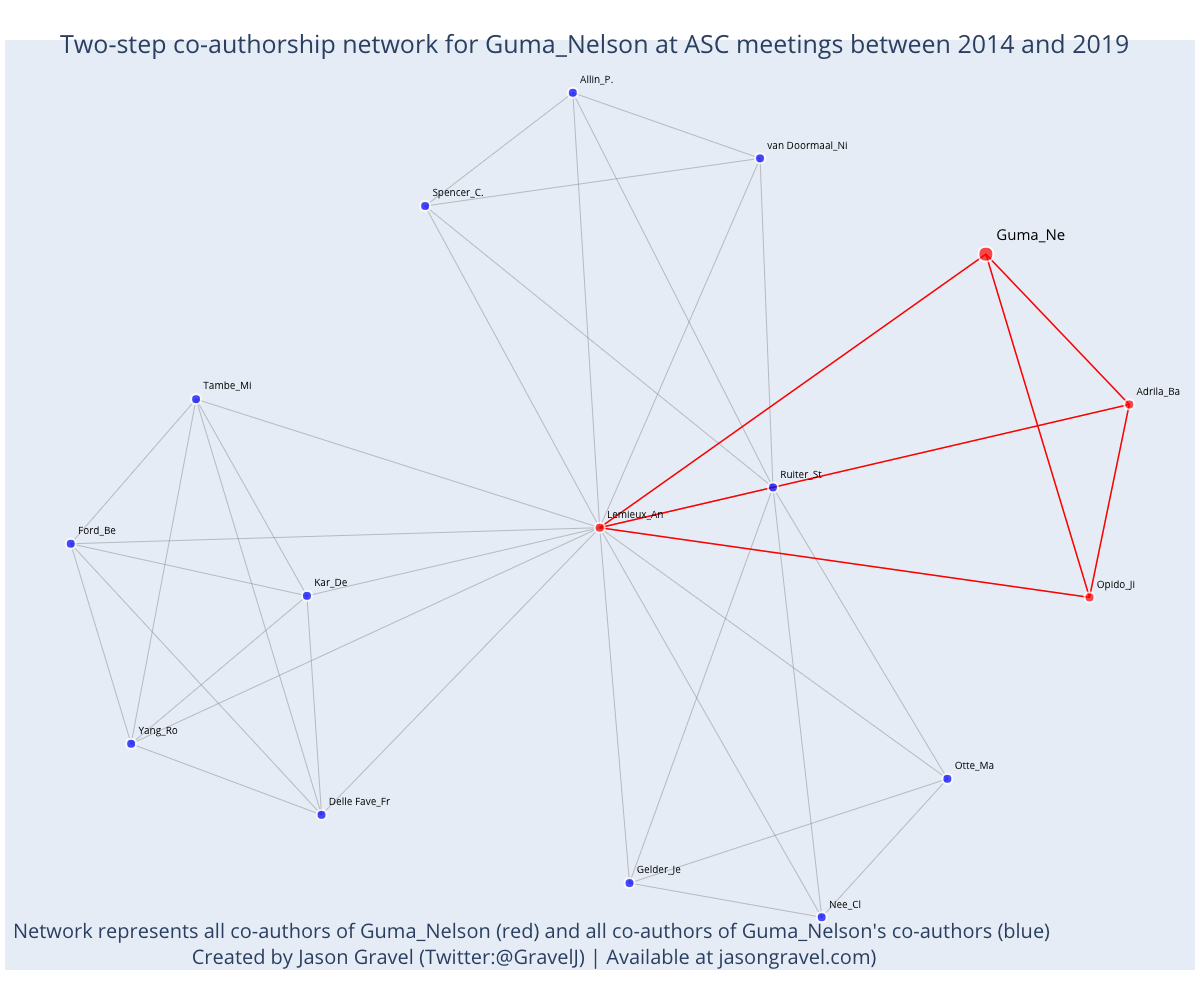 Two-step co-authorship network for Guma_Nelson at ASC meetings between 2014 and 2019
Allin_P.
van Doormaal_Ni
Spencer_C.
Guma_Ne
Tambe_Mi
Adrila_Ba
Ruiter_St
Lemieux_An
Ford_Be
Kar_De
Opido_Ji
Yang_Ro
Otte_Ma
Delle Fave_Fr
Gelder_Je
Nee_Cl
Network represents all co-authors of Guma_Nelson (red) and all co-authors of Guma_Nelson's co-authors (blue)
Created by Jason Gravel (Twitter:@GravelJ) | Available at jasongravel.com)